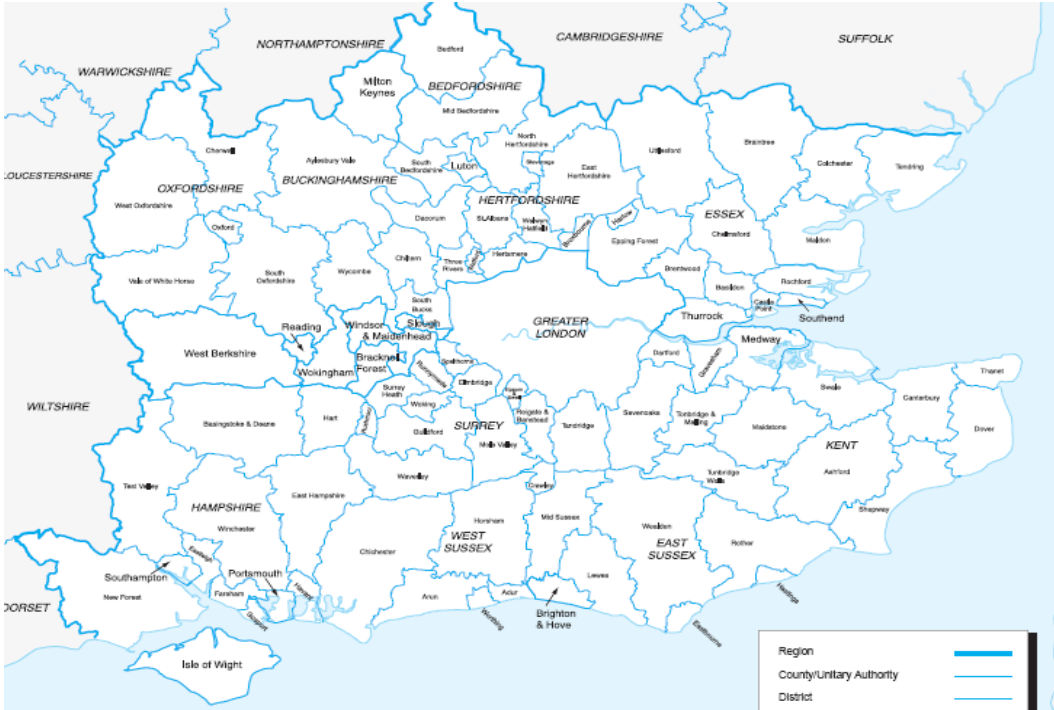 NORTHAMPTONSHIRE
CAMBRIDGESHIRE
SUFFOLK
Bedford
WARWICKSHIRE
Milton
Keynes
BEDFORDSHIRE
Mid Bedfordshire
North
Hertfordshire
Cherwell
Aylesbury Vale
South
Bedfordshire
Luton
Stevenage
East
Hertfordshire
Uttlesford
Braintree
Colchester
Tendring
LOUCESTERSHIRE
OXFORDSHIRE
BUCKINGHAMSHIRE
HERTFORDSHIRE
West Oxfordshire
Dacorum
St.Albans
Welwyn
Hatfield
Broxbourne
Harlow
ESSEX
Chelmsford
Oxford
Epping Forest
Maldon
Vale of White Horse
South
Oxfordshire
Wycombe
Chiltern
Three
Rivers
Watford
Hertsmere
Brentwood
Basildon
Rochford
Castle
Point
Southend
South
Bucks
Slough
Thurrock
GREATER
LONDON
Reading
Windsor
& Maidenhead
West Berkshire
Wokingham
Bracknell
Forest
Runnymede
Spelthorne
Elmbridge
Dartford
Gravesham
Medway
Swale
Thanet
Canterbury
Dover
WILTSHIRE
Basingstoke & Deane
Hart
Rushmoor
Surrey
Heath
Woking
Guildford
SURREY
Mole Valley
Reigate &
Banstead
Tandridge
Sevenoaks
Tonbridge &
Malling
Maidstone
KENT
Ashford
Test Valley
East Hampshire
Waverley
Crawley
Tunbridge
Wells
Shepway
HAMPSHIRE
Winchester
Chichester
Horsham
WEST
SUSSEX
Mid Sussex
Wealden
EAST
SUSSEX
Rother
Eastleigh
Southampton
Portsmouth
New Forest
Fareham
Gosport
Havant
Arun
Worthing
Adur
Brighton
& Hove
Lewes
Eastbourne
Hastings
DORSET
Isle of Wight
Region
County/Unitary Authority
District